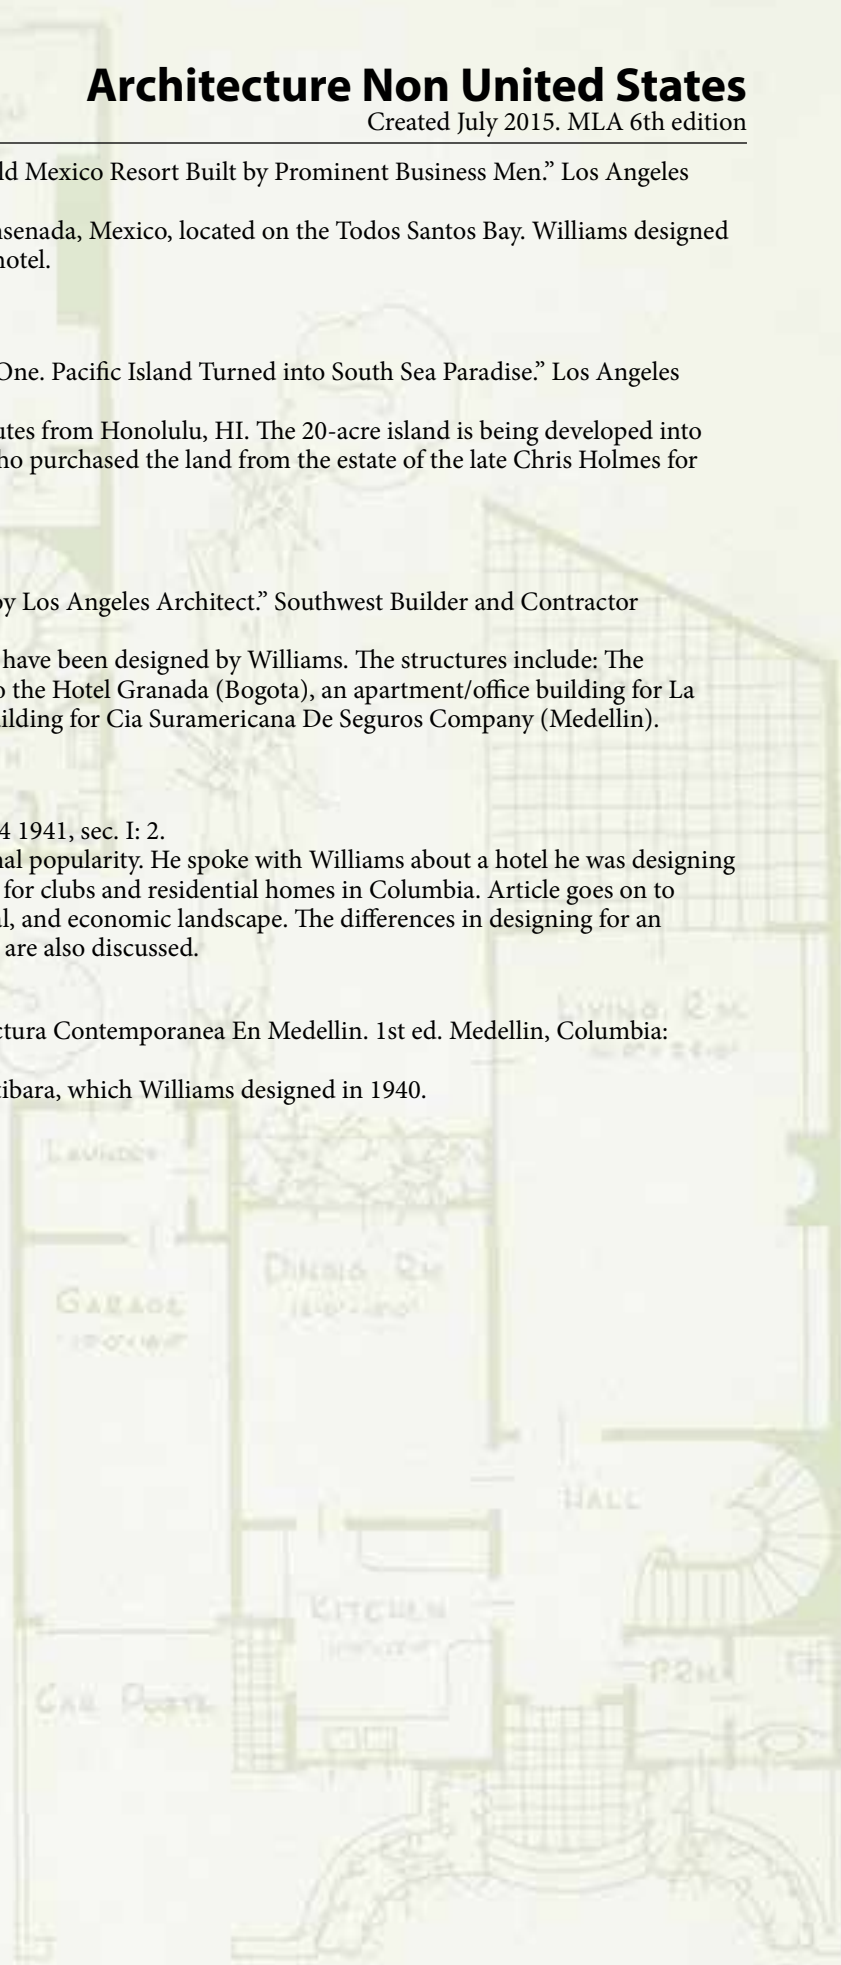 Architecture Non United States
Created July 2015. MLA 6th edition
ld Mexico Resort Built by Prominent Business Men.” Los Angeles
nsenada, Mexico, located on the Todos Santos Bay. Williams designed
hotel.
One. Pacific Island Turned into South Sea Paradise.” Los Angeles
utes from Honolulu, HI. The 20-acre island is being developed into
ho purchased the land from the estate of the late Chris Holmes for
by Los Angeles Architect.” Southwest Builder and Contractor
have been designed by Williams. The structures include: The
o the Hotel Granada (Bogota), an apartment/office building for La
ilding for Cia Suramericana De Seguros Company (Medellin).
4 1941, sec. I: 2.
nal popularity. He spoke with Williams about a hotel he was designing
for clubs and residential homes in Columbia. Article goes on to
al, and economic landscape. The differences in designing for an
are also discussed.
ctura Contemporanea En Medellin. 1st ed. Medellin, Columbia:
tibara, which Williams designed in 1940.
LIVING RM.
LAUNDRY
DINING RM
GARAGE
HALL
KITCHEN
CAR PORTE